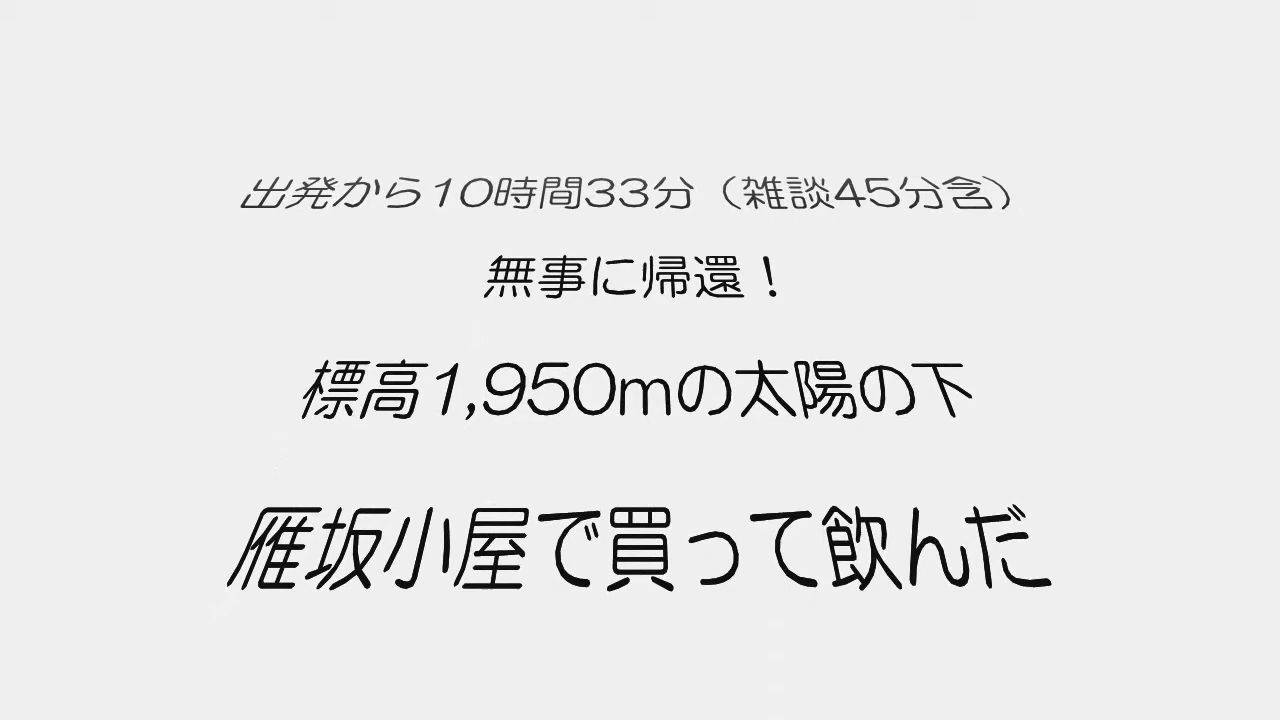 出発から10時間33分（雑談45分含）
無事に帰還！
標高1,950mの太陽の下
雁坂小屋で買って飲んだ